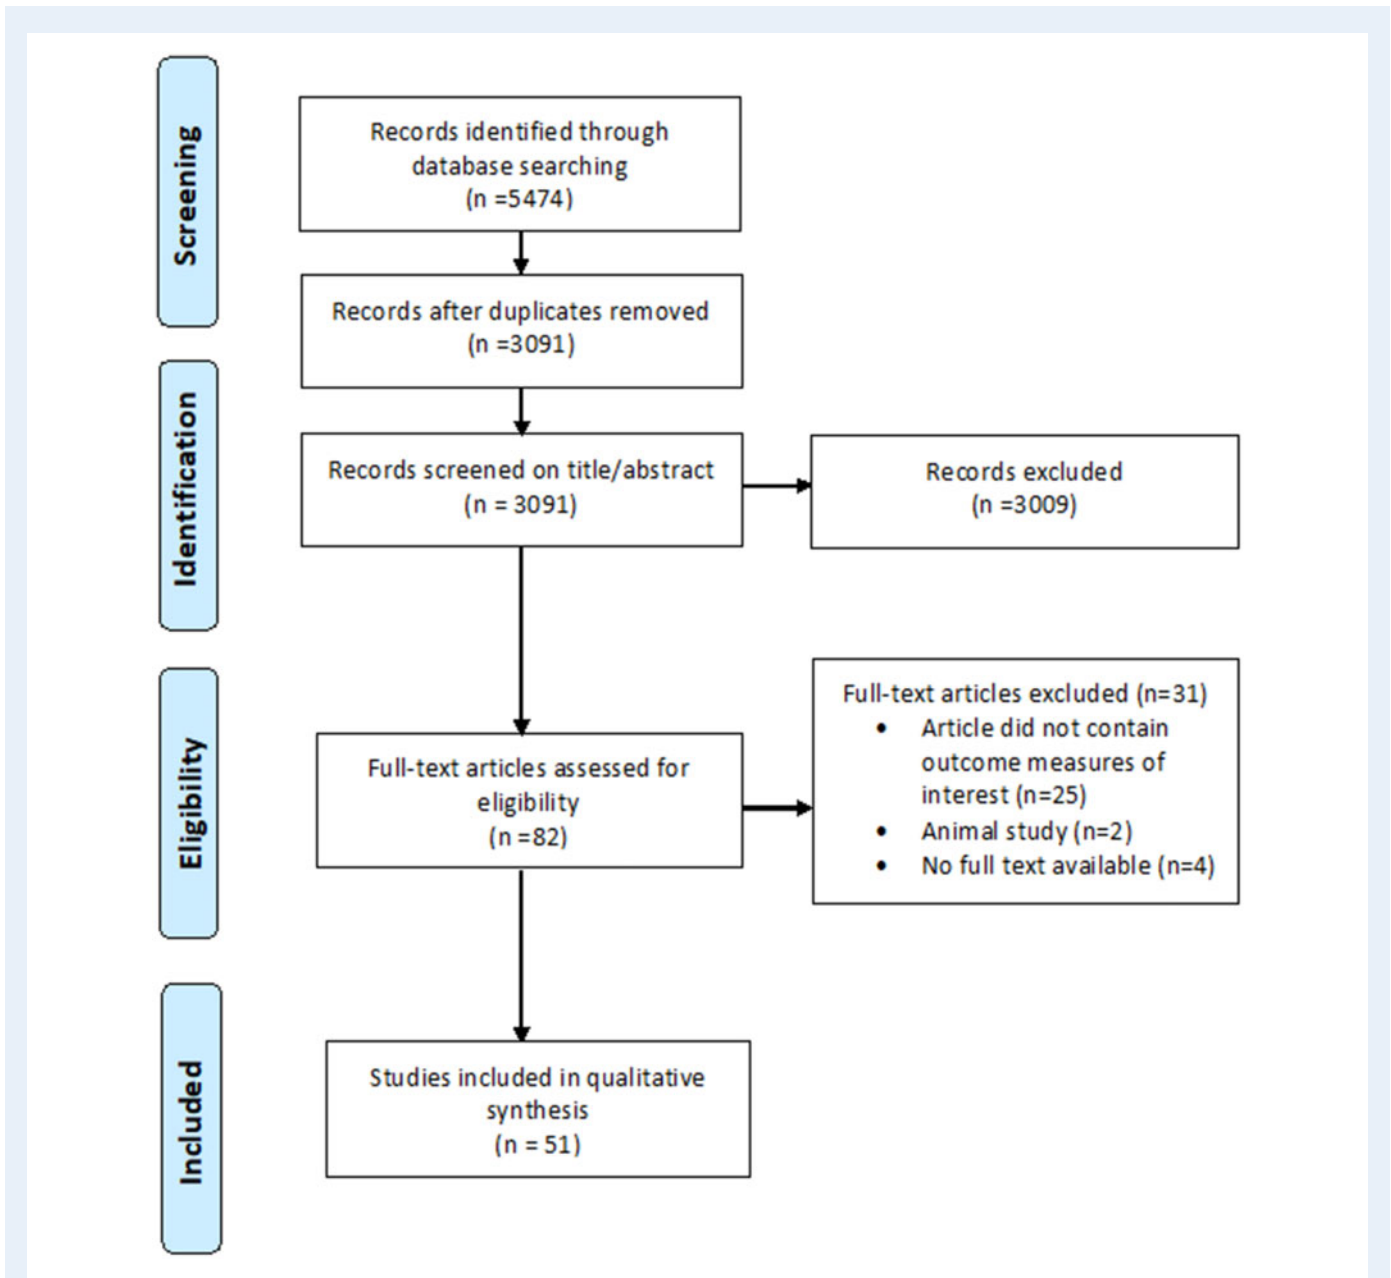 Screening
Records identified through
database searching
(n =5474)
Records after duplicates removed
(n =3091)
Identification
Records screened on title/abstract
(n = 3091)
Records excluded
(n =3009)
Eligibility
Full-text articles assessed for
eligibility
(n =82)
Full-text articles excluded (n=31)
• Article did not contain
outcome measures of
interest (n=25)
• Animal study (n=2)
• No full text available (n=4)
Included
Studies included in qualitative
synthesis
(n = 51)